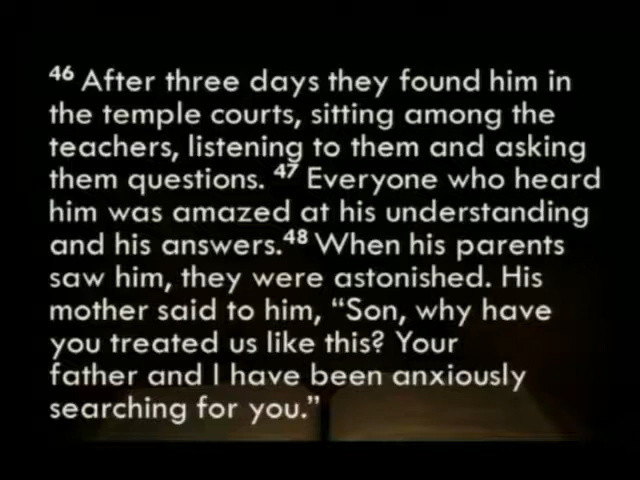 ⁴⁶ After three days they found him in
the temple courts, sitting among the
teachers, listening to them and asking
them questions. ⁴⁷ Everyone who heard
him was amazed at his understanding
and his answers.⁴⁸ When his parents
saw him, they were astonished. His
mother said to him, “Son, why have
you treated us like this? Your
father and I have been anxiously
searching for you.”